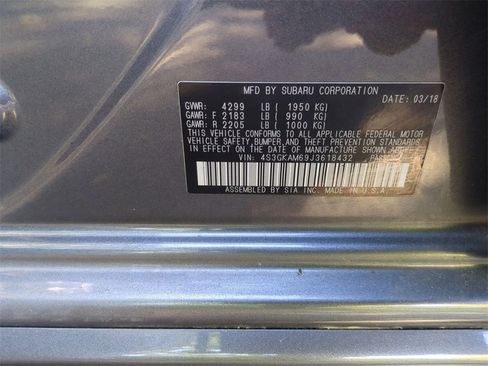 MFD BY SUBARU CORPORATION
DATE: 03/18
GVWR: 4299 LB ( 1950 KG)
GAWR: F 2183 LB ( 990 KG)
GAWR: R 2205 LB ( 1000 KG)
THIS VEHICLE CONFORMS TO ALL APPLICABLE FEDERAL MOTOR
VEHICLE SAFETY, BUMPER, AND THEFT PREVENTION STANDARDS
IN EFFECT ON THE DATE OF MANUFACTURE SHOWN ABOVE.
VIN: 4S3GKAM69J3618432
ASSEMBLED BY SIA INC. MADE IN U.S.A.